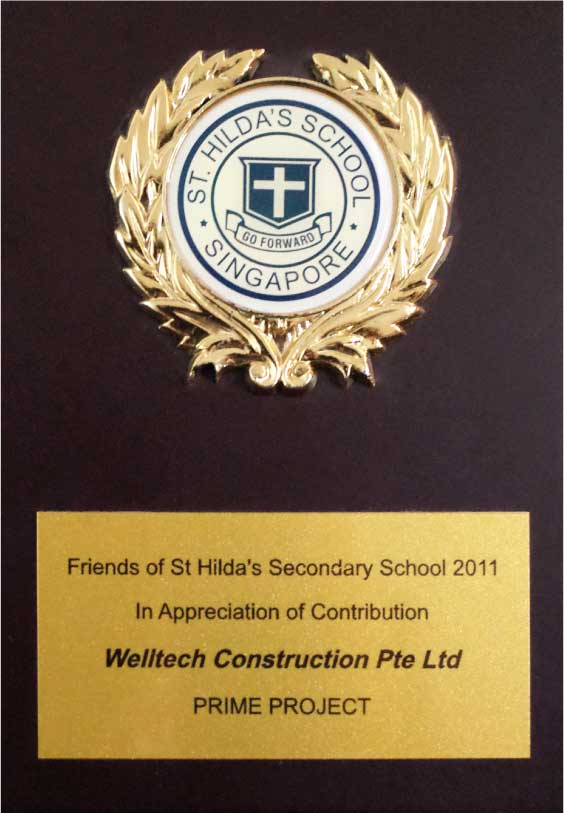 ST. HILDA'S SCHOOL
GO FORWARD
SINGAPORE
Friends of St Hilda's Secondary School 2011
In Appreciation of Contribution
Welltech Construction Pte Ltd
PRIME PROJECT